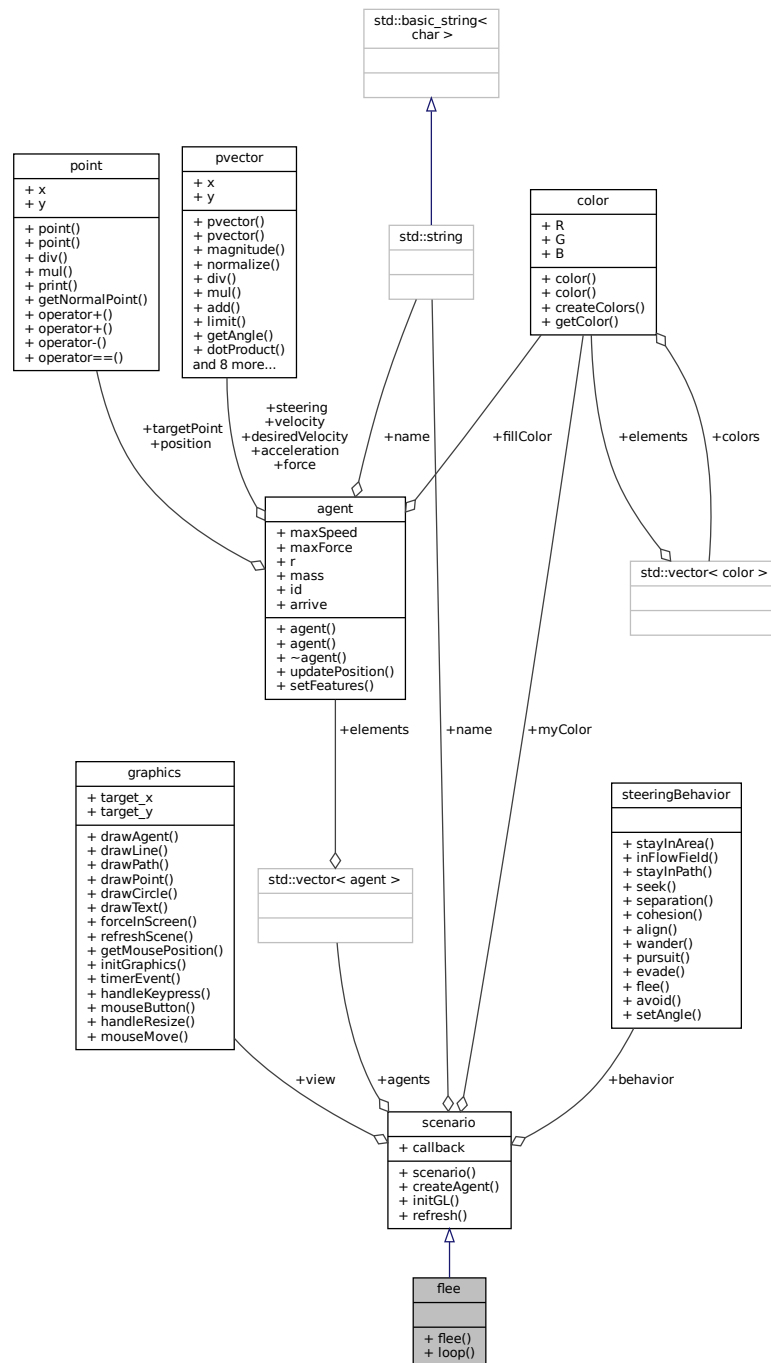 std::basic_string<
char >
point
+ x
+ y
+ point()
+ point()
+ div()
+ mul()
+ print()
+ getNormalPoint()
+ operator+()
+ operator+()
+ operator-()
+ operator==()
pvector
+ x
+ y
+ pvector()
+ pvector()
+ magnitude()
+ normalize()
+ div()
+ mul()
+ add()
+ limit()
+ getAngle()
+ dotProduct()
and 8 more...
std::string
color
+ R
+ G
+ B
+ color()
+ color()
+ createColors()
+ getColor()
+targetPoint
+position
+steering
+velocity
+desiredVelocity
+acceleration
+force
+name
+fillColor
+elements
+colors
agent
+ maxSpeed
+ maxForce
+ r
+ mass
+ id
+ arrive
+ agent()
+ agent()
+ ~agent()
+ updatePosition()
+ setFeatures()
std::vector< color >
+elements
+name
+myColor
graphics
+ target_x
+ target_y
+ drawAgent()
+ drawLine()
+ drawPath()
+ drawPoint()
+ drawCircle()
+ drawText()
+ forceInScreen()
+ refreshScene()
+ getMousePosition()
+ initGraphics()
+ timerEvent()
+ handleKeypress()
+ mouseButton()
+ handleResize()
+ mouseMove()
std::vector< agent >
steeringBehavior
+ stayInArea()
+ inFlowField()
+ stayInPath()
+ seek()
+ separation()
+ cohesion()
+ align()
+ wander()
+ pursuit()
+ evade()
+ flee()
+ avoid()
+ setAngle()
+view
+agents
+behavior
scenario
+ callback
+ scenario()
+ createAgent()
+ initGL()
+ refresh()
flee
+ flee()
+ loop()